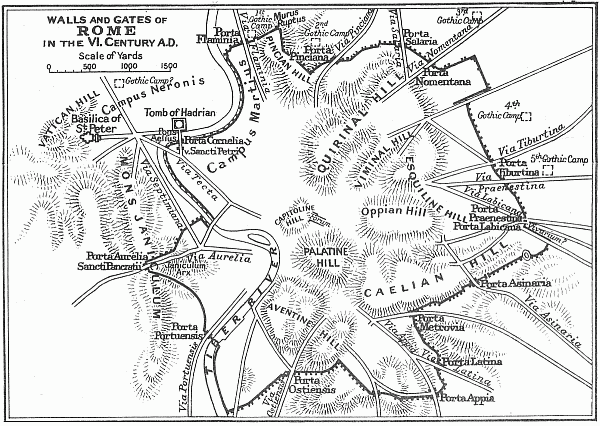 WALLS AND GATES OF
ROME
IN THE VI. CENTURY A.D.
Scale of Yards
0 500 1000 1500
Gothic Camp?
Campus Neronis
VATICAN HILL
Basilica of
St Peter
Tomb of Hadrian
Pons
Aelius
Porta Cornelia
v. Sancti Petri
Campus Martius
Porta
Flaminia
Via Flaminia
1st
Gothic
Camp
Murus
Ruptus
PINCIAN HILL
2nd
Gothic Camp
Porta
Pinciana
Via Pinciana
Via Salaria
Porta
Salaria
3rd
Gothic Camp
Via Nomentana
Porta
Nomentana
QUIRINAL HILL
VIMINAL HILL
ESQUILINE HILL
4th
Gothic Camp
Via Tiburtina
Porta
Tiburtina
5th Gothic Camp
Via
Praenestina
Via Labicana
Porta
Praenestina
Porta Labicana
Vivarium?
Oppian Hill
CAPITOLINE
HILL
Forum
PALATINE
HILL
CAELIAN HILL
Porta Asinaria
Via Asinaria
Porta
Metrovia
Porta Latina
Via Latina
Porta Appia
AVENTINE HILL
Porta
Ostiensis
TIBER RIVER
MONS JANICULUM
Via Septimiana
Via recta
Via Aurelia
Porta Aurelia
Sancti Pancratii
Janiculum
Arx
Porta
Portuensis
Via Portuensis